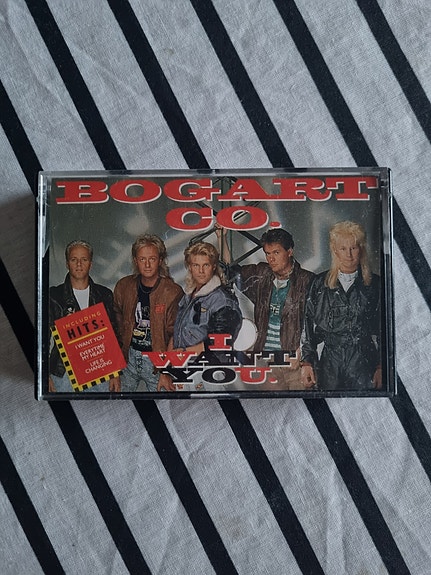 BOGART
CO.
INCLUDING
HITS:
I WANT YOU
EVERYTIME
MY HEART
LIFE IS
CHANGING
I
WANT
YOU.